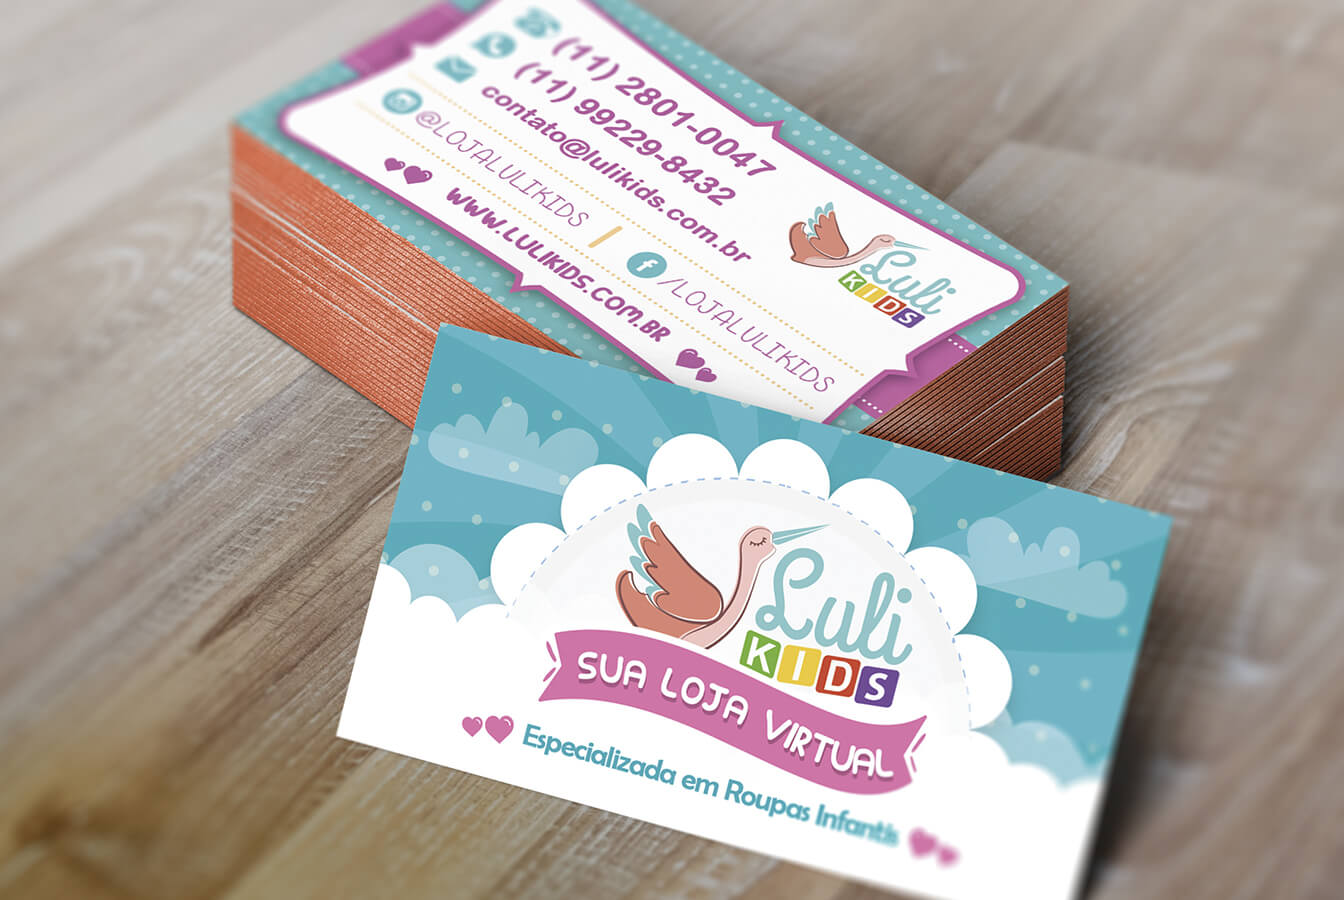 (11) 2801-0047
(11) 99229-8432
contato@lulikids.com.br
@LOJALULIKIDS | f /LOJALULIKIDS
WWW.LULIKIDS.COM.BR
Luli
KIDS
Luli
KIDS
SUA LOJA VIRTUAL
Especializada em Roupas Infantis